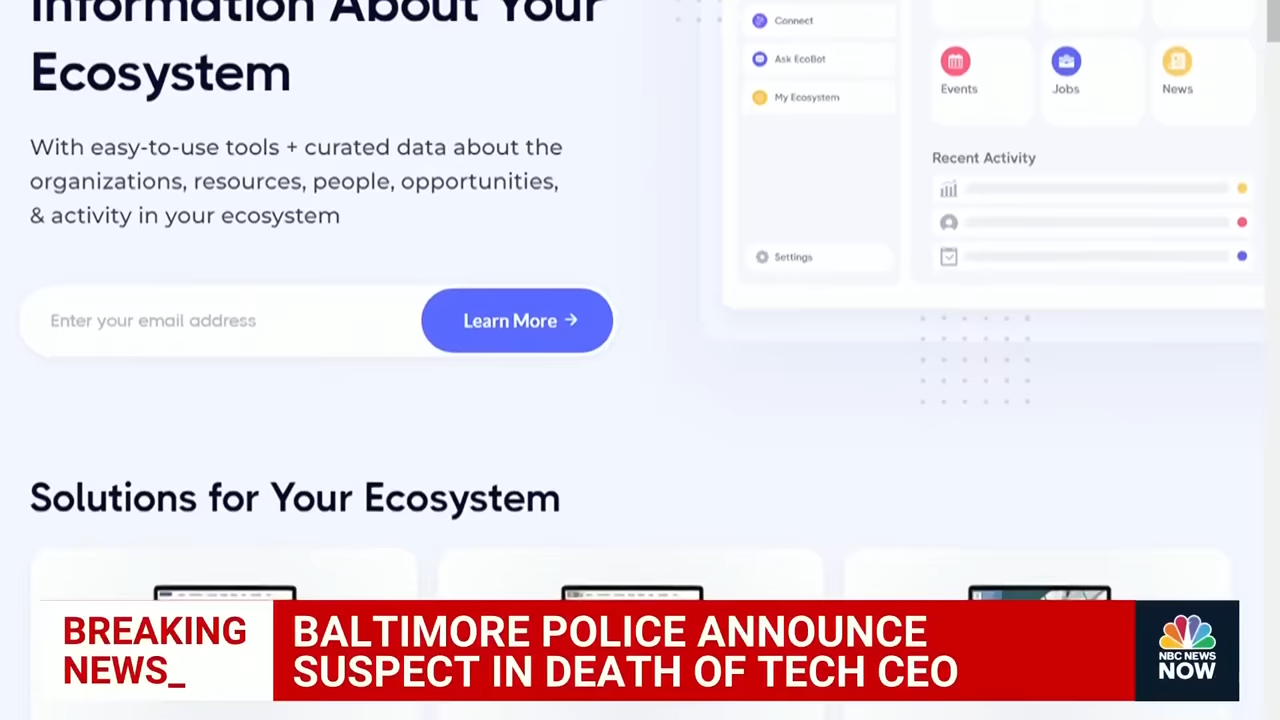 Information About Your
Ecosystem
With easy-to-use tools + curated data about the
organizations, resources, people, opportunities,
& activity in your ecosystem
Enter your email address
Learn More →
Connect
Ask EcoBot
My Ecosystem
Settings
Events
Jobs
News
Recent Activity
Solutions for Your Ecosystem
BREAKING
NEWS_
BALTIMORE POLICE ANNOUNCE
SUSPECT IN DEATH OF TECH CEO
NBC NEWS
NOW